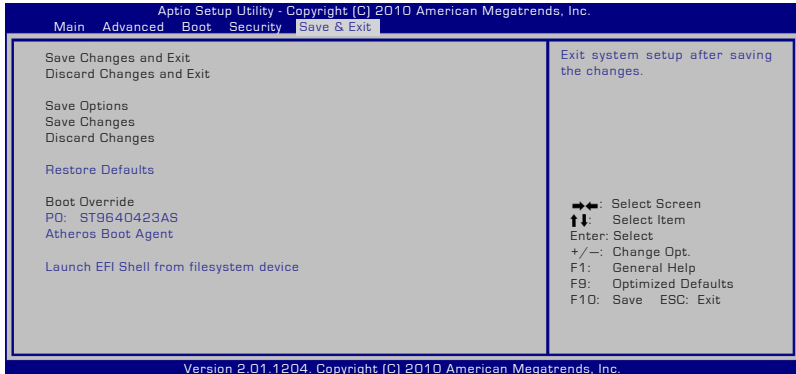 Aptio Setup Utility - Copyright (C) 2010 American Megatrends, Inc.
Main Advanced Boot Security Save & Exit
Save Changes and Exit
Discard Changes and Exit
Save Options
Save Changes
Discard Changes
Restore Defaults
Boot Override
P0: ST9640423AS
Atheros Boot Agent
Launch EFI Shell from filesystem device
Exit system setup after saving
the changes.
→←: Select Screen
↑↓: Select Item
Enter: Select
+/—: Change Opt.
F1: General Help
F9: Optimized Defaults
F10: Save ESC: Exit
Version 2.01.1204. Copyright (C) 2010 American Megatrends, Inc.